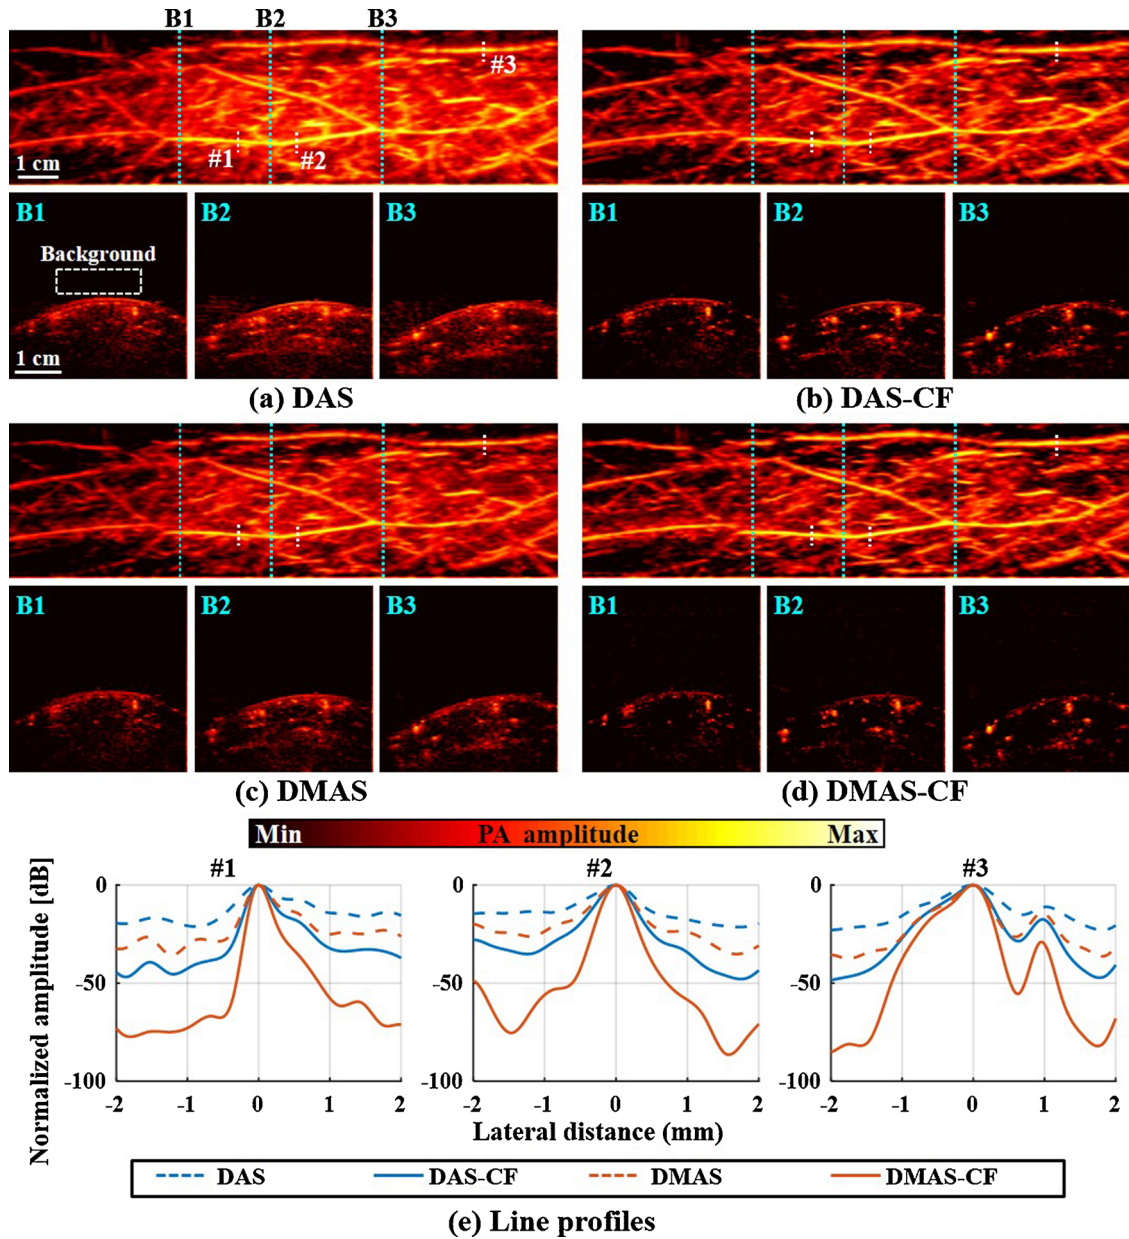 B1 B2 B3
#3
#1 #2
1 cm
B1 B2 B3 B1 B2 B3
Background
1 cm
(a) DAS (b) DAS-CF
B1 B2 B3 B1 B2 B3
(c) DMAS (d) DMAS-CF
Min PA amplitude Max
#1 #2 #3
Normalized amplitude [dB]
0 0 0
-50 -50 -50
-100 -100 -100
-2 -1 0 1 2 -2 -1 0 1 2 -2 -1 0 1 2
Lateral distance (mm)
DAS DAS-CF DMAS DMAS-CF
(e) Line profiles